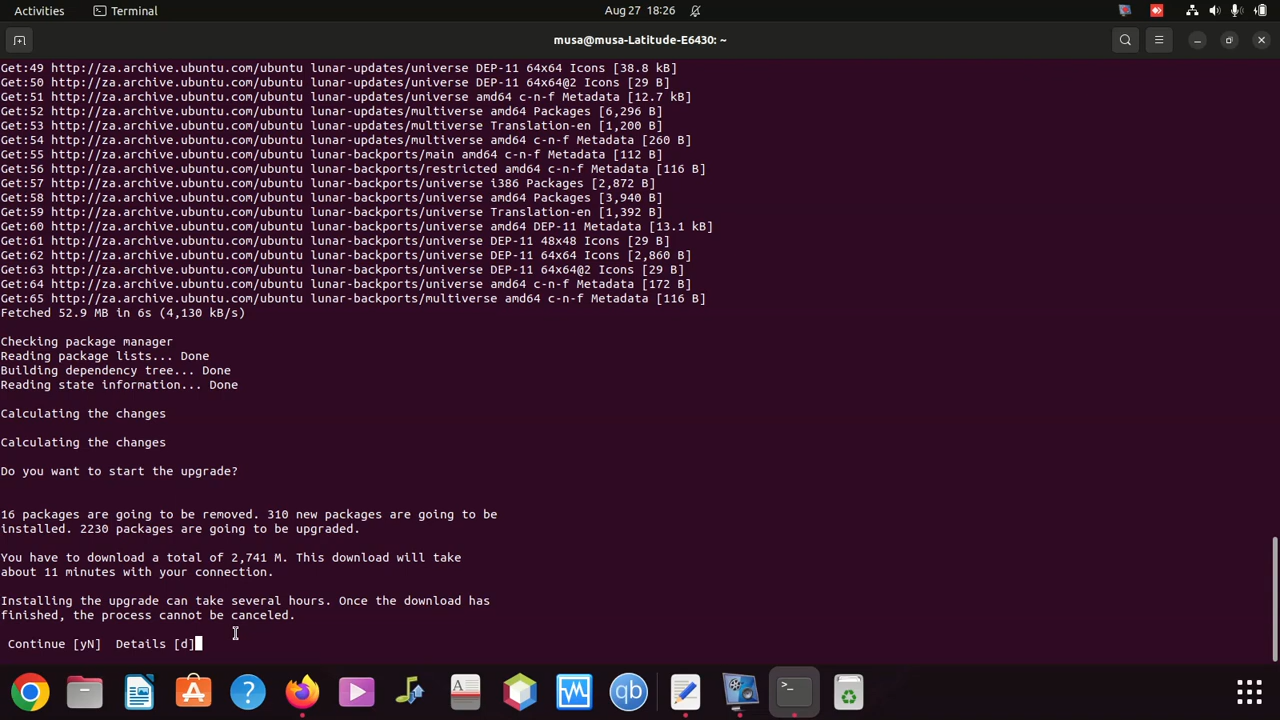 Activities
Terminal
Aug 27 18:26
musa@musa-Latitude-E6430: ~
Get:49 http://za.archive.ubuntu.com/ubuntu lunar-updates/universe DEP-11 64x64 Icons [38.8 kB]
Get:50 http://za.archive.ubuntu.com/ubuntu lunar-updates/universe DEP-11 64x64@2 Icons [29 B]
Get:51 http://za.archive.ubuntu.com/ubuntu lunar-updates/universe amd64 c-n-f Metadata [12.7 kB]
Get:52 http://za.archive.ubuntu.com/ubuntu lunar-updates/multiverse amd64 Packages [6,296 B]
Get:53 http://za.archive.ubuntu.com/ubuntu lunar-updates/multiverse Translation-en [1,200 B]
Get:54 http://za.archive.ubuntu.com/ubuntu lunar-updates/multiverse amd64 c-n-f Metadata [260 B]
Get:55 http://za.archive.ubuntu.com/ubuntu lunar-backports/main amd64 c-n-f Metadata [112 B]
Get:56 http://za.archive.ubuntu.com/ubuntu lunar-backports/restricted amd64 c-n-f Metadata [116 B]
Get:57 http://za.archive.ubuntu.com/ubuntu lunar-backports/universe i386 Packages [2,872 B]
Get:58 http://za.archive.ubuntu.com/ubuntu lunar-backports/universe amd64 Packages [3,940 B]
Get:59 http://za.archive.ubuntu.com/ubuntu lunar-backports/universe Translation-en [1,392 B]
Get:60 http://za.archive.ubuntu.com/ubuntu lunar-backports/universe amd64 DEP-11 Metadata [13.1 kB]
Get:61 http://za.archive.ubuntu.com/ubuntu lunar-backports/universe DEP-11 48x48 Icons [29 B]
Get:62 http://za.archive.ubuntu.com/ubuntu lunar-backports/universe DEP-11 64x64 Icons [2,860 B]
Get:63 http://za.archive.ubuntu.com/ubuntu lunar-backports/universe DEP-11 64x64@2 Icons [29 B]
Get:64 http://za.archive.ubuntu.com/ubuntu lunar-backports/universe amd64 c-n-f Metadata [172 B]
Get:65 http://za.archive.ubuntu.com/ubuntu lunar-backports/multiverse amd64 c-n-f Metadata [116 B]
Fetched 52.9 MB in 6s (4,130 kB/s)
Checking package manager
Reading package lists... Done
Building dependency tree... Done
Reading state information... Done
Calculating the changes
Calculating the changes
Do you want to start the upgrade?
16 packages are going to be removed. 310 new packages are going to be
installed. 2230 packages are going to be upgraded.
You have to download a total of 2,741 M. This download will take
about 11 minutes with your connection.
Installing the upgrade can take several hours. Once the download has
finished, the process cannot be canceled.
Continue [yN]  Details [d]